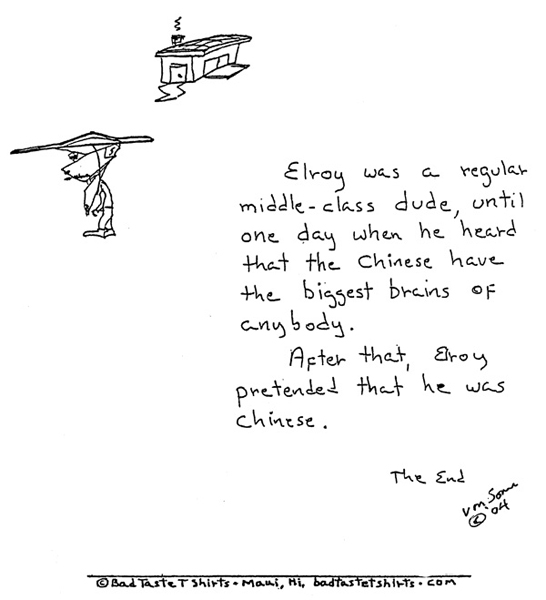 Elroy was a regular
middle-class dude, until
one day when he heard
that the Chinese have
the biggest brains of
anybody.
After that, Elroy
pretended that he was
Chinese.
The End
© '04
© Bad Taste T Shirts - Maui, Hi. badtastetshirts.com